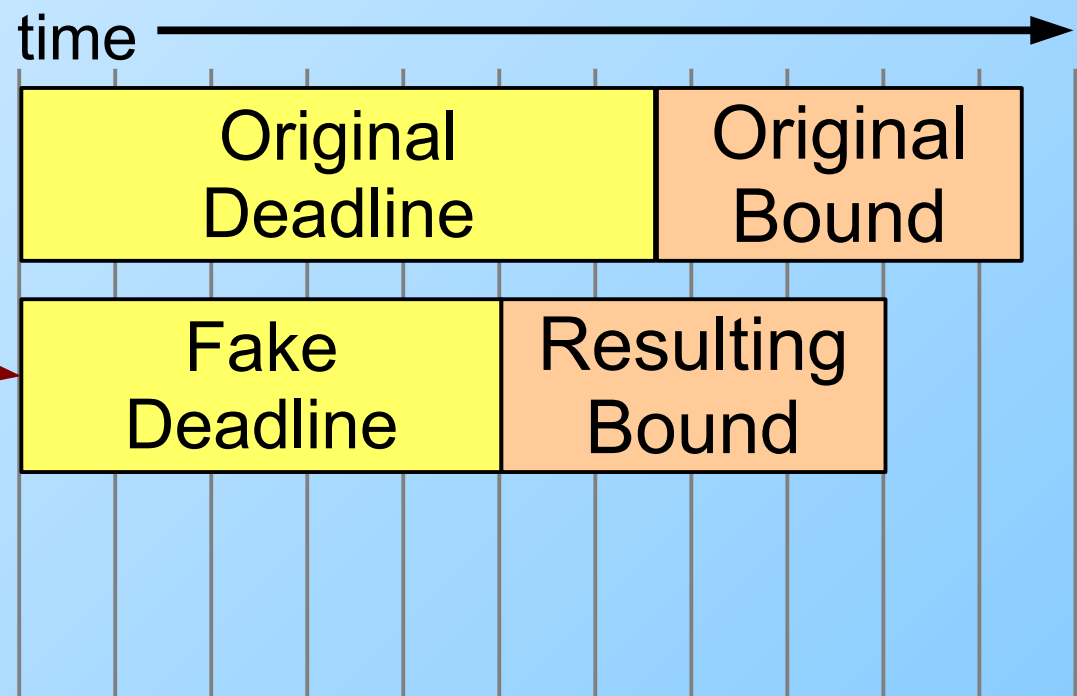 time
Original
Deadline
Original
Bound
Fake
Deadline
Resulting
Bound